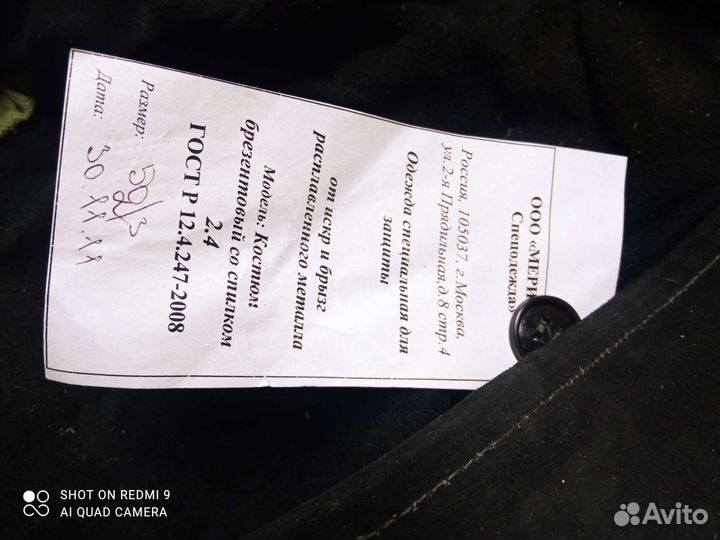 ООО «МЕРИ
Спецодежда»
Россия, 105037, г.Москва,
ул.2-я Прядильная,д 8 стр.4
Одежда специальная для
защиты
от искр и брызг
расплавленного металла
Модель: Костюм
брезентовый со спилком
2.4
ГОСТ Р 12.4.247-2008
Размер:
Дата: 30.11.11
SHOT ON REDMI 9
AI QUAD CAMERA
Avito